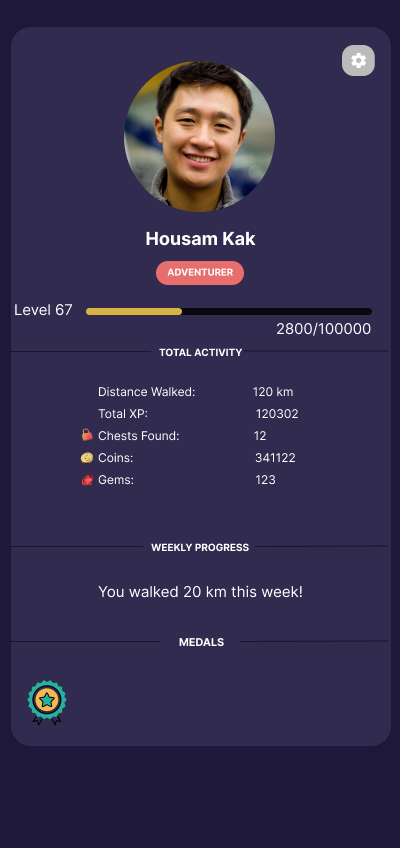 Housam Kak
ADVENTURER
Level 67
2800/100000
TOTAL ACTIVITY
Distance Walked: 120 km
Total XP: 120302
Chests Found: 12
Coins: 341122
Gems: 123
WEEKLY PROGRESS
You walked 20 km this week!
MEDALS